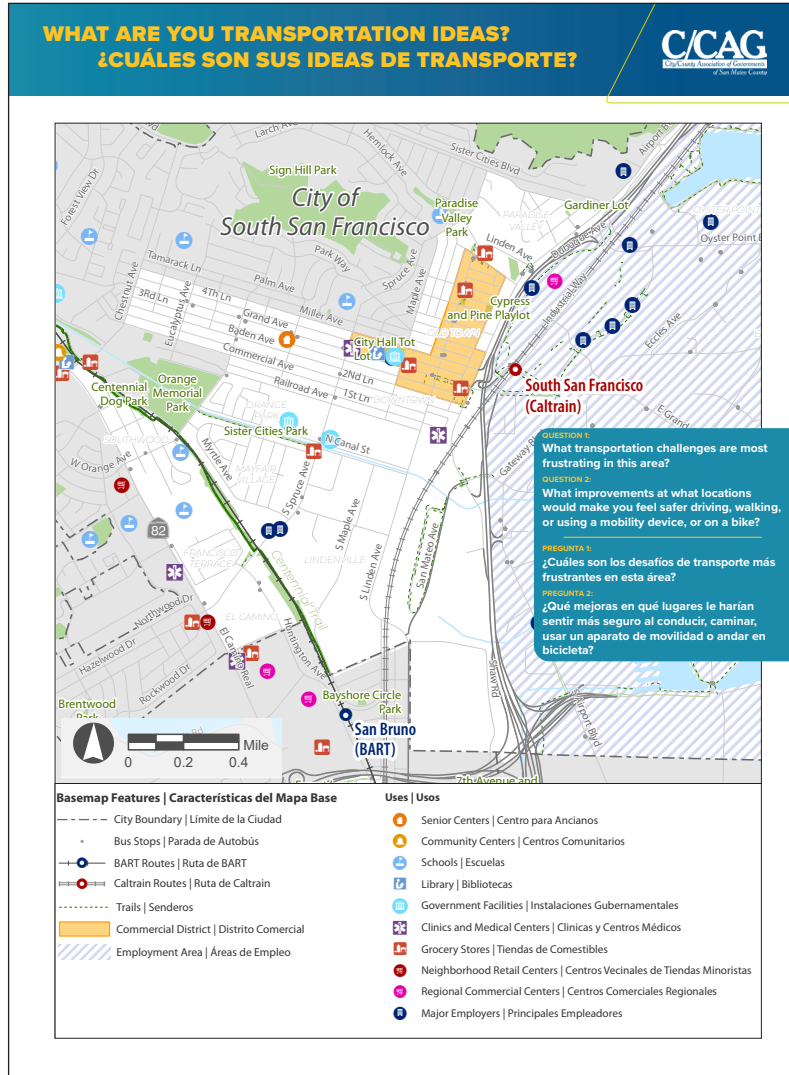 WHAT ARE YOU TRANSPORTATION IDEAS?
¿CUÁLES SON SUS IDEAS DE TRANSPORTE?
C/CAG
City/County Association of Governments
of San Mateo County
Larch Ave
Hemlock Ave
Sister Cities Blvd
Airport B
Sign Hill Park
City of
South San Francisco
Forest View Dr
Paradise
Valley
Park
PARADISE
VALLEY
Gardiner Lot
OYSTER POINT
Oyster Point B
Linden Ave
Dubuque Ave
Tamarack Ln
Park Way
Spruce Ave
Maple Ave
Palm Ave
3Rd Ln
4Th Ln
Chestnut Ave
Eucalyptus Ave
Miller Ave
Grand Ave
Baden Ave
Commercial Ave
Industrial Way
Cypress
and Pine Playlot
OLD TOWN
Eccles Ave
City Hall Tot
Lot
2Nd Ln
1St Ln
Railroad Ave
DOWNTOWN
South San Francisco
(Caltrain)
Centennial
Dog Park
Orange
Memorial
Park
ORANGE
PARK
Sister Cities Park
N Canal St
E Grand
SOUTHWOOD
W Orange Ave
Myrtle Ave
MAYFAIR
VILLAGE
S Spruce Ave
Gateway B
S Maple Ave
San Mateo Ave
82
FRANCISCO
TERRACE
Centennial Trail
LINDENVILLE
S Linden Ave
Northwood Dr
EL CAMINO
El Camino Real
Huntington Ave
Hazelwood Dr
Rockwood Dr
Shaw Rd
Brentwood
Park
Bayshore Circle
Park
San Bruno
(BART)
Airport Blvd
Rd
7th Avenue and
0 0.2 0.4
Mile
QUESTION 1:
What transportation challenges are most
frustrating in this area?
QUESTION 2:
What improvements at what locations
would make you feel safer driving, walking,
or using a mobility device, or on a bike?
PREGUNTA 1:
¿Cuáles son los desafíos de transporte más
frustrantes en esta área?
PREGUNTA 2:
¿Qué mejoras en qué lugares le harían
sentir más seguro al conducir, caminar,
usar un aparato de movilidad o andar en
bicicleta?
Basemap Features | Características del Mapa Base
City Boundary | Límite de la Ciudad
Bus Stops | Parada de Autobús
BART Routes | Ruta de BART
Caltrain Routes | Ruta de Caltrain
Trails | Senderos
Commercial District | Distrito Comercial
Employment Area | Áreas de Empleo
Uses | Usos
Senior Centers | Centro para Ancianos
Community Centers | Centros Comunitarios
Schools | Escuelas
Library | Bibliotecas
Government Facilities | Instalaciones Gubernamentales
Clinics and Medical Centers | Clinicas y Centros Médicos
Grocery Stores | Tiendas de Comestibles
Neighborhood Retail Centers | Centros Vecinales de Tiendas Minoristas
Regional Commercial Centers | Centros Comerciales Regionales
Major Employers | Principales Empleadores